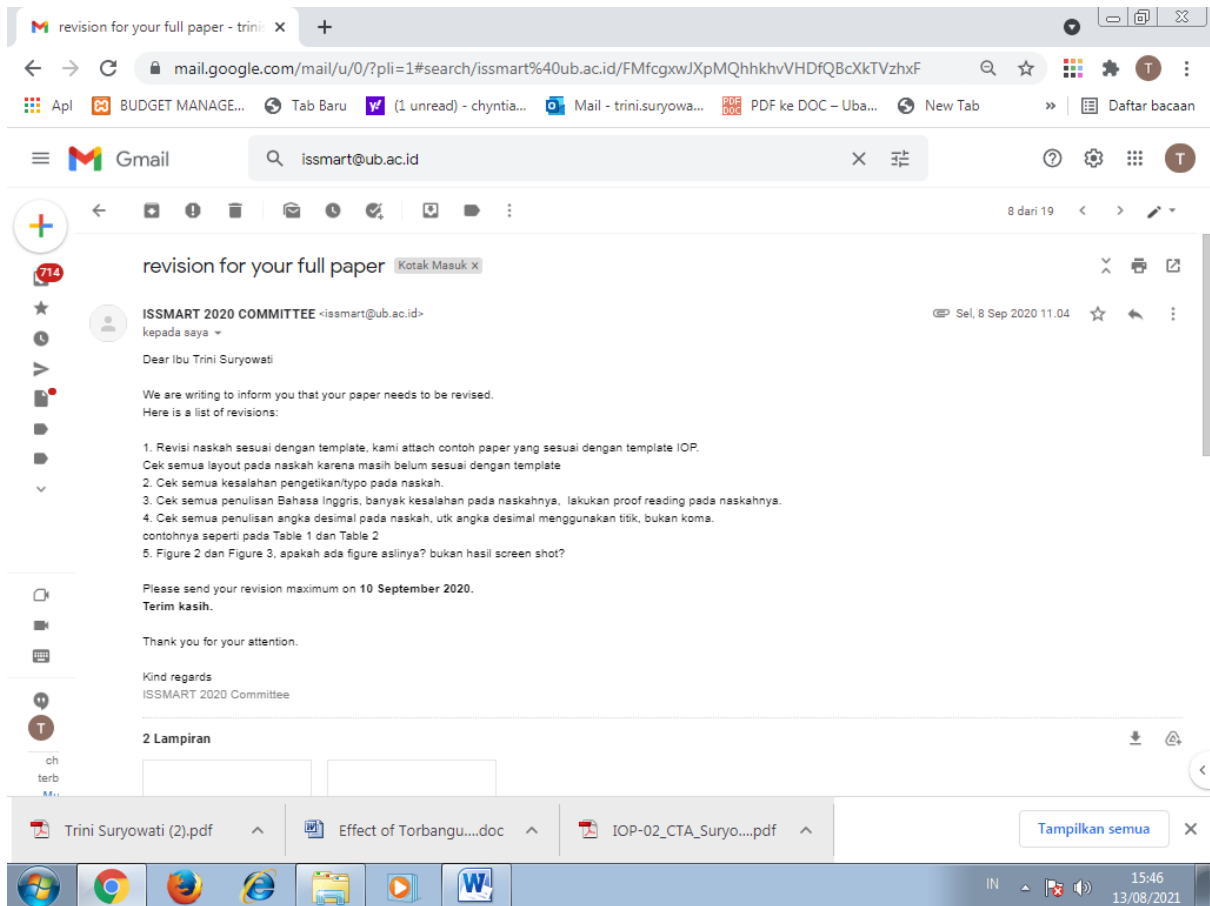 revision for your full paper - trinis
mail.google.com/mail/u/0/?pli=1#search/issmart%40ub.ac.id/FMfcgxwJXpMQhhkhvVHDfQBcXkTVzhxF
T
Apl
BUDGET MANAGE...
Tab Baru
(1 unread) - chyntia...
Mail - trini.suryowa...
PDF ke DOC – Uba...
New Tab
»
Daftar bacaan
Gmail
issmart@ub.ac.id
T
8 dari 19
714
revision for your full paper
Kotak Masuk x
ISSMART 2020 COMMITTEE <issmart@ub.ac.id>
Sel, 8 Sep 2020 11.04
kepada saya
Dear Ibu Trini Suryowati
We are writing to inform you that your paper needs to be revised.
Here is a list of revisions:
1. Revisi naskah sesuai dengan template, kami attach contoh paper yang sesuai dengan template IOP.
Cek semua layout pada naskah karena masih belum sesuai dengan template
2. Cek semua kesalahan pengetikan/typo pada naskah.
3. Cek semua penulisan Bahasa Inggris, banyak kesalahan pada naskahnya, lakukan proof reading pada naskahnya.
4. Cek semua penulisan angka desimal pada naskah, utk angka desimal menggunakan titik, bukan koma.
contohnya seperti pada Table 1 dan Table 2
5. Figure 2 dan Figure 3, apakah ada figure aslinya? bukan hasil screen shot?
Please send your revision maximum on 10 September 2020.
Terim kasih.
Thank you for your attention.
Kind regards
ISSMART 2020 Committee
2 Lampiran
T
ch
terb
Mu
Trini Suryowati (2).pdf
Effect of Torbangu....doc
IOP-02_CTA_Suryo....pdf
Tampilkan semua
IN
15:46
13/08/2021